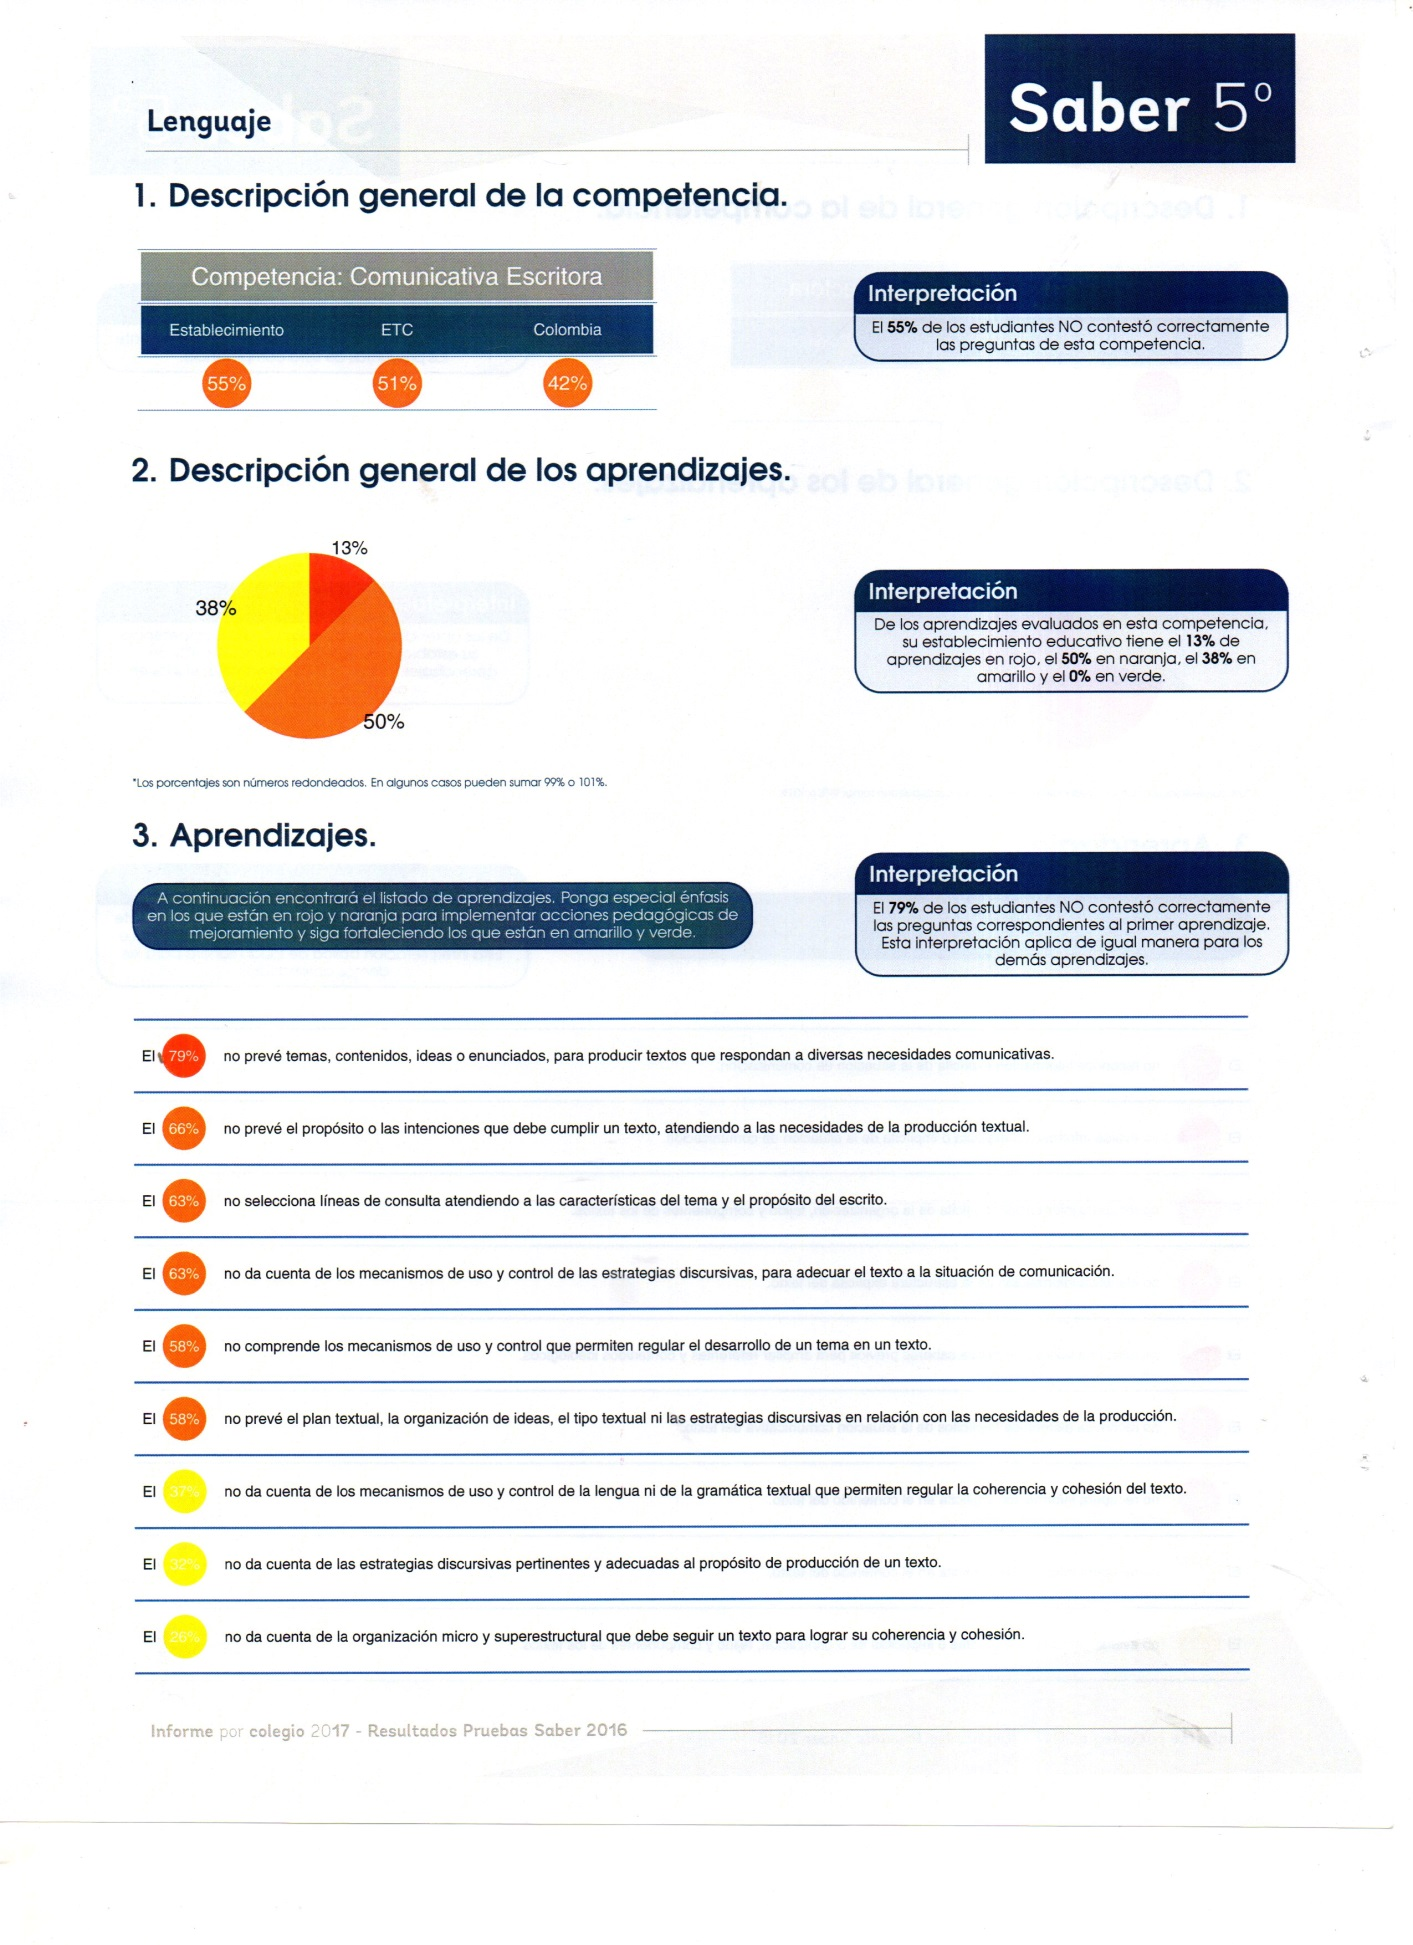 Lenguaje
Saber 5º
1. Descripción general de la competencia.
Competencia: Comunicativa Escritora
Establecimiento ETC Colombia
55% 51% 42%
Interpretación
El 55% de los estudiantes NO contestó correctamente
las preguntas de esta competencia.
2. Descripción general de los aprendizajes.
13%
38%
50%
Interpretación
De los aprendizajes evaluados en esta competencia,
su establecimiento educativo tiene el 13% de
aprendizajes en rojo, el 50% en naranja, el 38% en
amarillo y el 0% en verde.
*Los porcentajes son números redondeados. En algunos casos pueden sumar 99% o 101%.
3. Aprendizajes.
A continuación encontrará el listado de aprendizajes. Ponga especial énfasis
en los que están en rojo y naranja para implementar acciones pedagógicas de
mejoramiento y siga fortaleciendo los que están en amarillo y verde.
Interpretación
El 79% de los estudiantes NO contestó correctamente
las preguntas correspondientes al primer aprendizaje.
Esta interpretación aplica de igual manera para los
demás aprendizajes.
El 79% no prevé temas, contenidos, ideas o enunciados, para producir textos que respondan a diversas necesidades comunicativas.
El 66% no prevé el propósito o las intenciones que debe cumplir un texto, atendiendo a las necesidades de la producción textual.
El 63% no selecciona líneas de consulta atendiendo a las características del tema y el propósito del escrito.
El 63% no da cuenta de los mecanismos de uso y control de las estrategias discursivas, para adecuar el texto a la situación de comunicación.
El 58% no comprende los mecanismos de uso y control que permiten regular el desarrollo de un tema en un texto.
El 58% no prevé el plan textual, la organización de ideas, el tipo textual ni las estrategias discursivas en relación con las necesidades de la producción.
El 37% no da cuenta de los mecanismos de uso y control de la lengua ni de la gramática textual que permiten regular la coherencia y cohesión del texto.
El 32% no da cuenta de las estrategias discursivas pertinentes y adecuadas al propósito de producción de un texto.
El 26% no da cuenta de la organización micro y superestructural que debe seguir un texto para lograr su coherencia y cohesión.
Informe por colegio 2017 - Resultados Pruebas Saber 2016